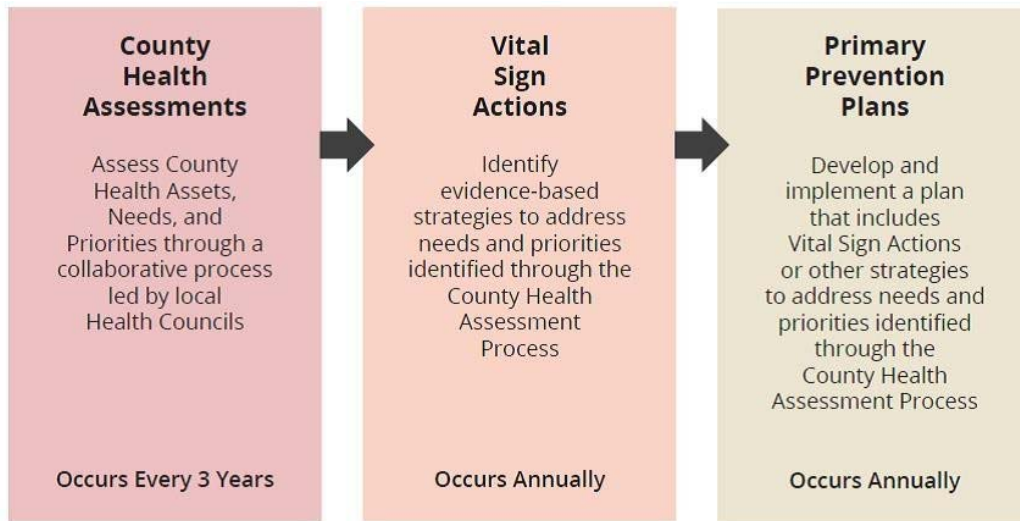 County
Health
Assessments
Assess County
Health Assets,
Needs, and
Priorities through a
collaborative process
led by local
Health Councils
Occurs Every 3 Years
Vital
Sign
Actions
Identify
evidence-based
strategies to address
needs and priorities
identified through the
County Health
Assessment
Process
Occurs Annually
Primary
Prevention
Plans
Develop and
implement a plan
that includes
Vital Sign Actions
or other strategies
to address needs and
priorities identified
through the
County Health
Assessment Process
Occurs Annually